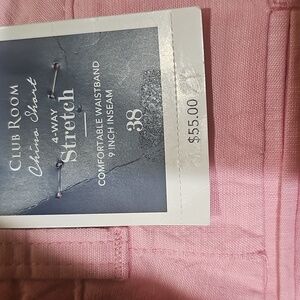 CLUB ROOM
Chino Short
4-WAY
Stretch
COMFORTABLE WAISTBAND
9 INCH INSEAM
38
$55.00